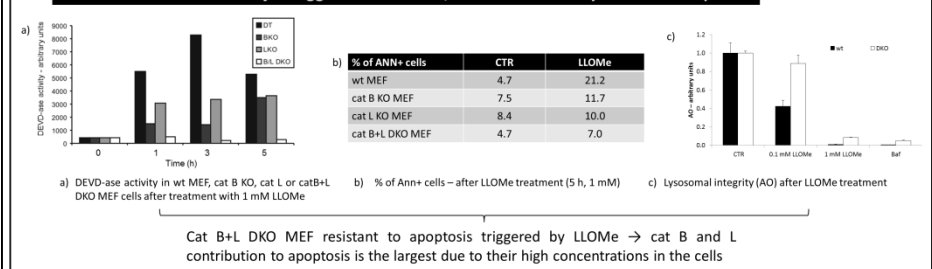 a)
DEVO-ase activity - arbitrary units
9000
8000
7000
6000
5000
4000
3000
2000
1000
0
DT
BKO
LKO
B/L DKO
0 1 3 5
Time (h)
b)
% of ANN+ cells CTR LLOMe
wt MEF 4.7 21.2
cat B KO MEF 7.5 11.7
cat L KO MEF 8.4 10.0
cat B+L DKO MEF 4.7 7.0
c)
AO – arbitrary units
1.2
1.0
0.8
0.6
0.4
0.2
0.0
wt DKO
CTR 0.1 mM LLOMe 1 mM LLOMe Baf
a) DEVD-ase activity in wt MEF, cat B KO, cat L or catB+L
DKO MEF cells after treatment with 1 mM LLOMe
b) % of Ann+ cells – after LLOMe treatment (5 h, 1 mM)
c) Lysosomal integrity (AO) after LLOMe treatment
Cat B+L DKO MEF resistant to apoptosis triggered by LLOMe → cat B and L
contribution to apoptosis is the largest due to their high concentrations in the cells